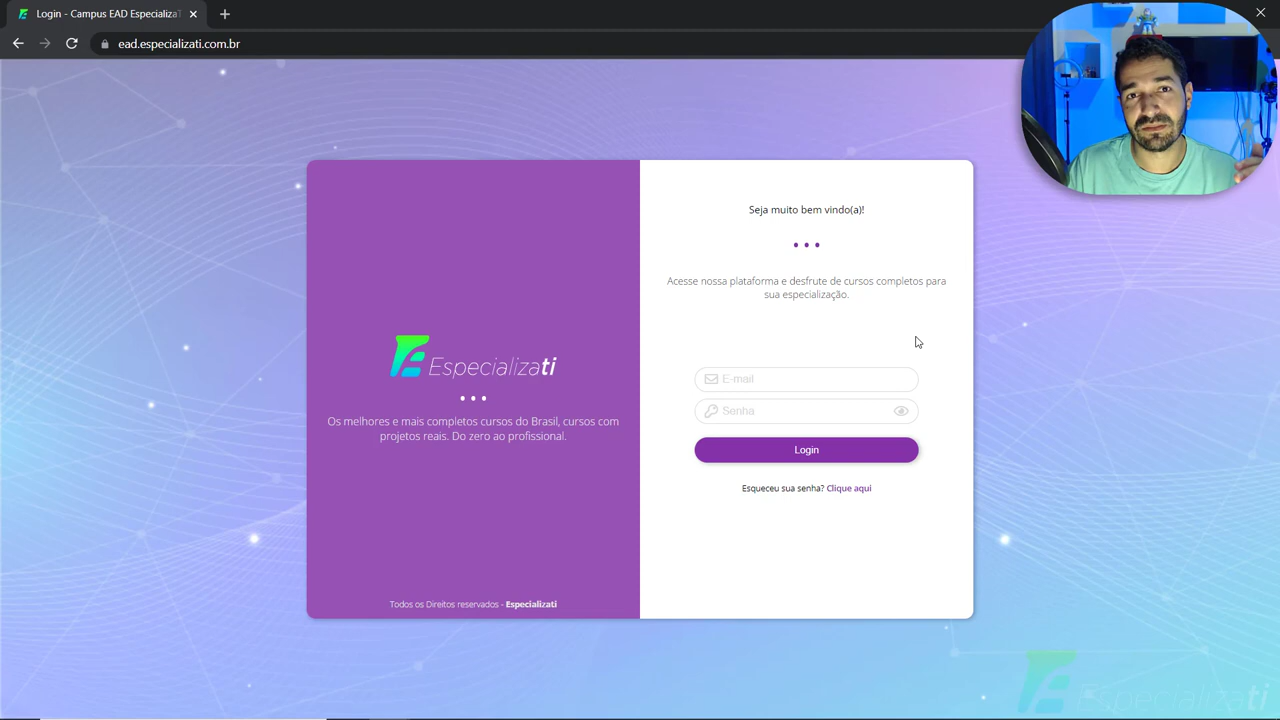 Login - Campus EAD Especializat
ead.especializati.com.br
Seja muito bem vindo(a)!
Acesse nossa plataforma e desfrute de cursos completos para
sua especialização.
Especializati
Os melhores e mais completos cursos do Brasil, cursos com
projetos reais. Do zero ao profissional.
E-mail
Senha
Login
Esqueceu sua senha? Clique aqui
Todos os Direitos reservados - Especializati
Especializati